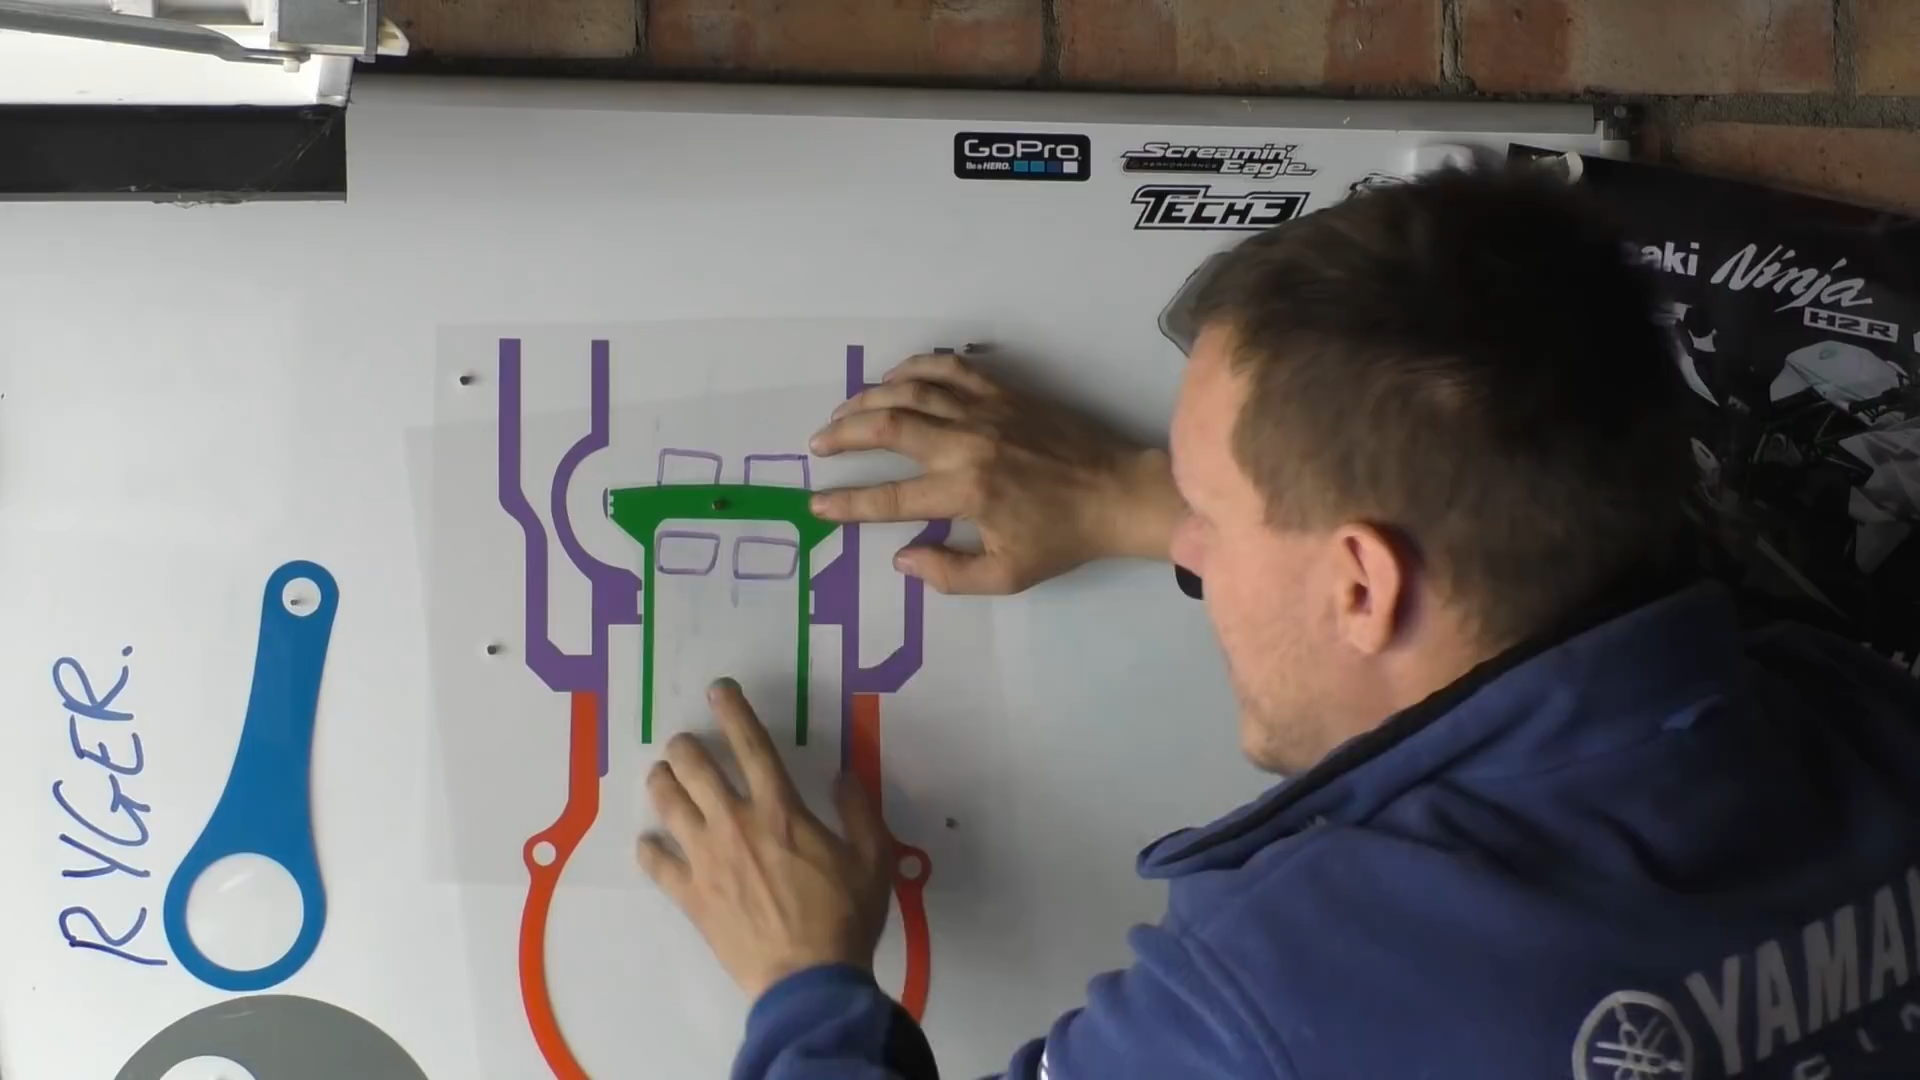 GoPro
Be a HERO.
Screamin'
Eagle
PERFORMANCE
TECH3
aki Ninja
H2R
RYGER.
YAMA